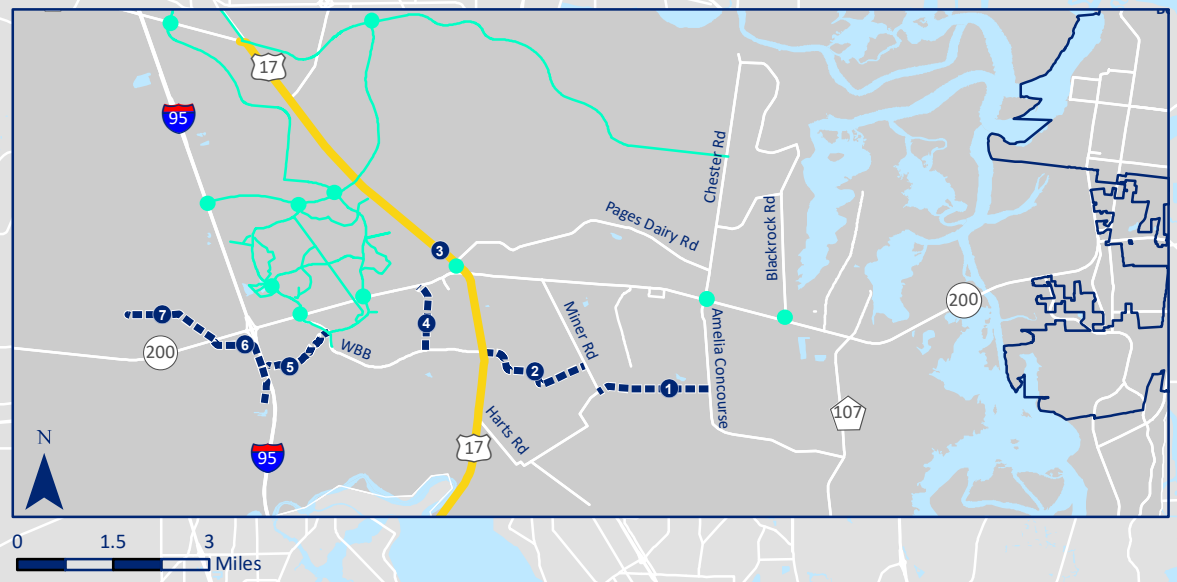 17
95
Chester Rd
Blackrock Rd
Pages Dairy Rd
3
200
7
6
5
4
200
WBB
Miner Rd
2
1
Amelia Concourse
Harts Rd
107
N
95
17
0 1.5 3
Miles